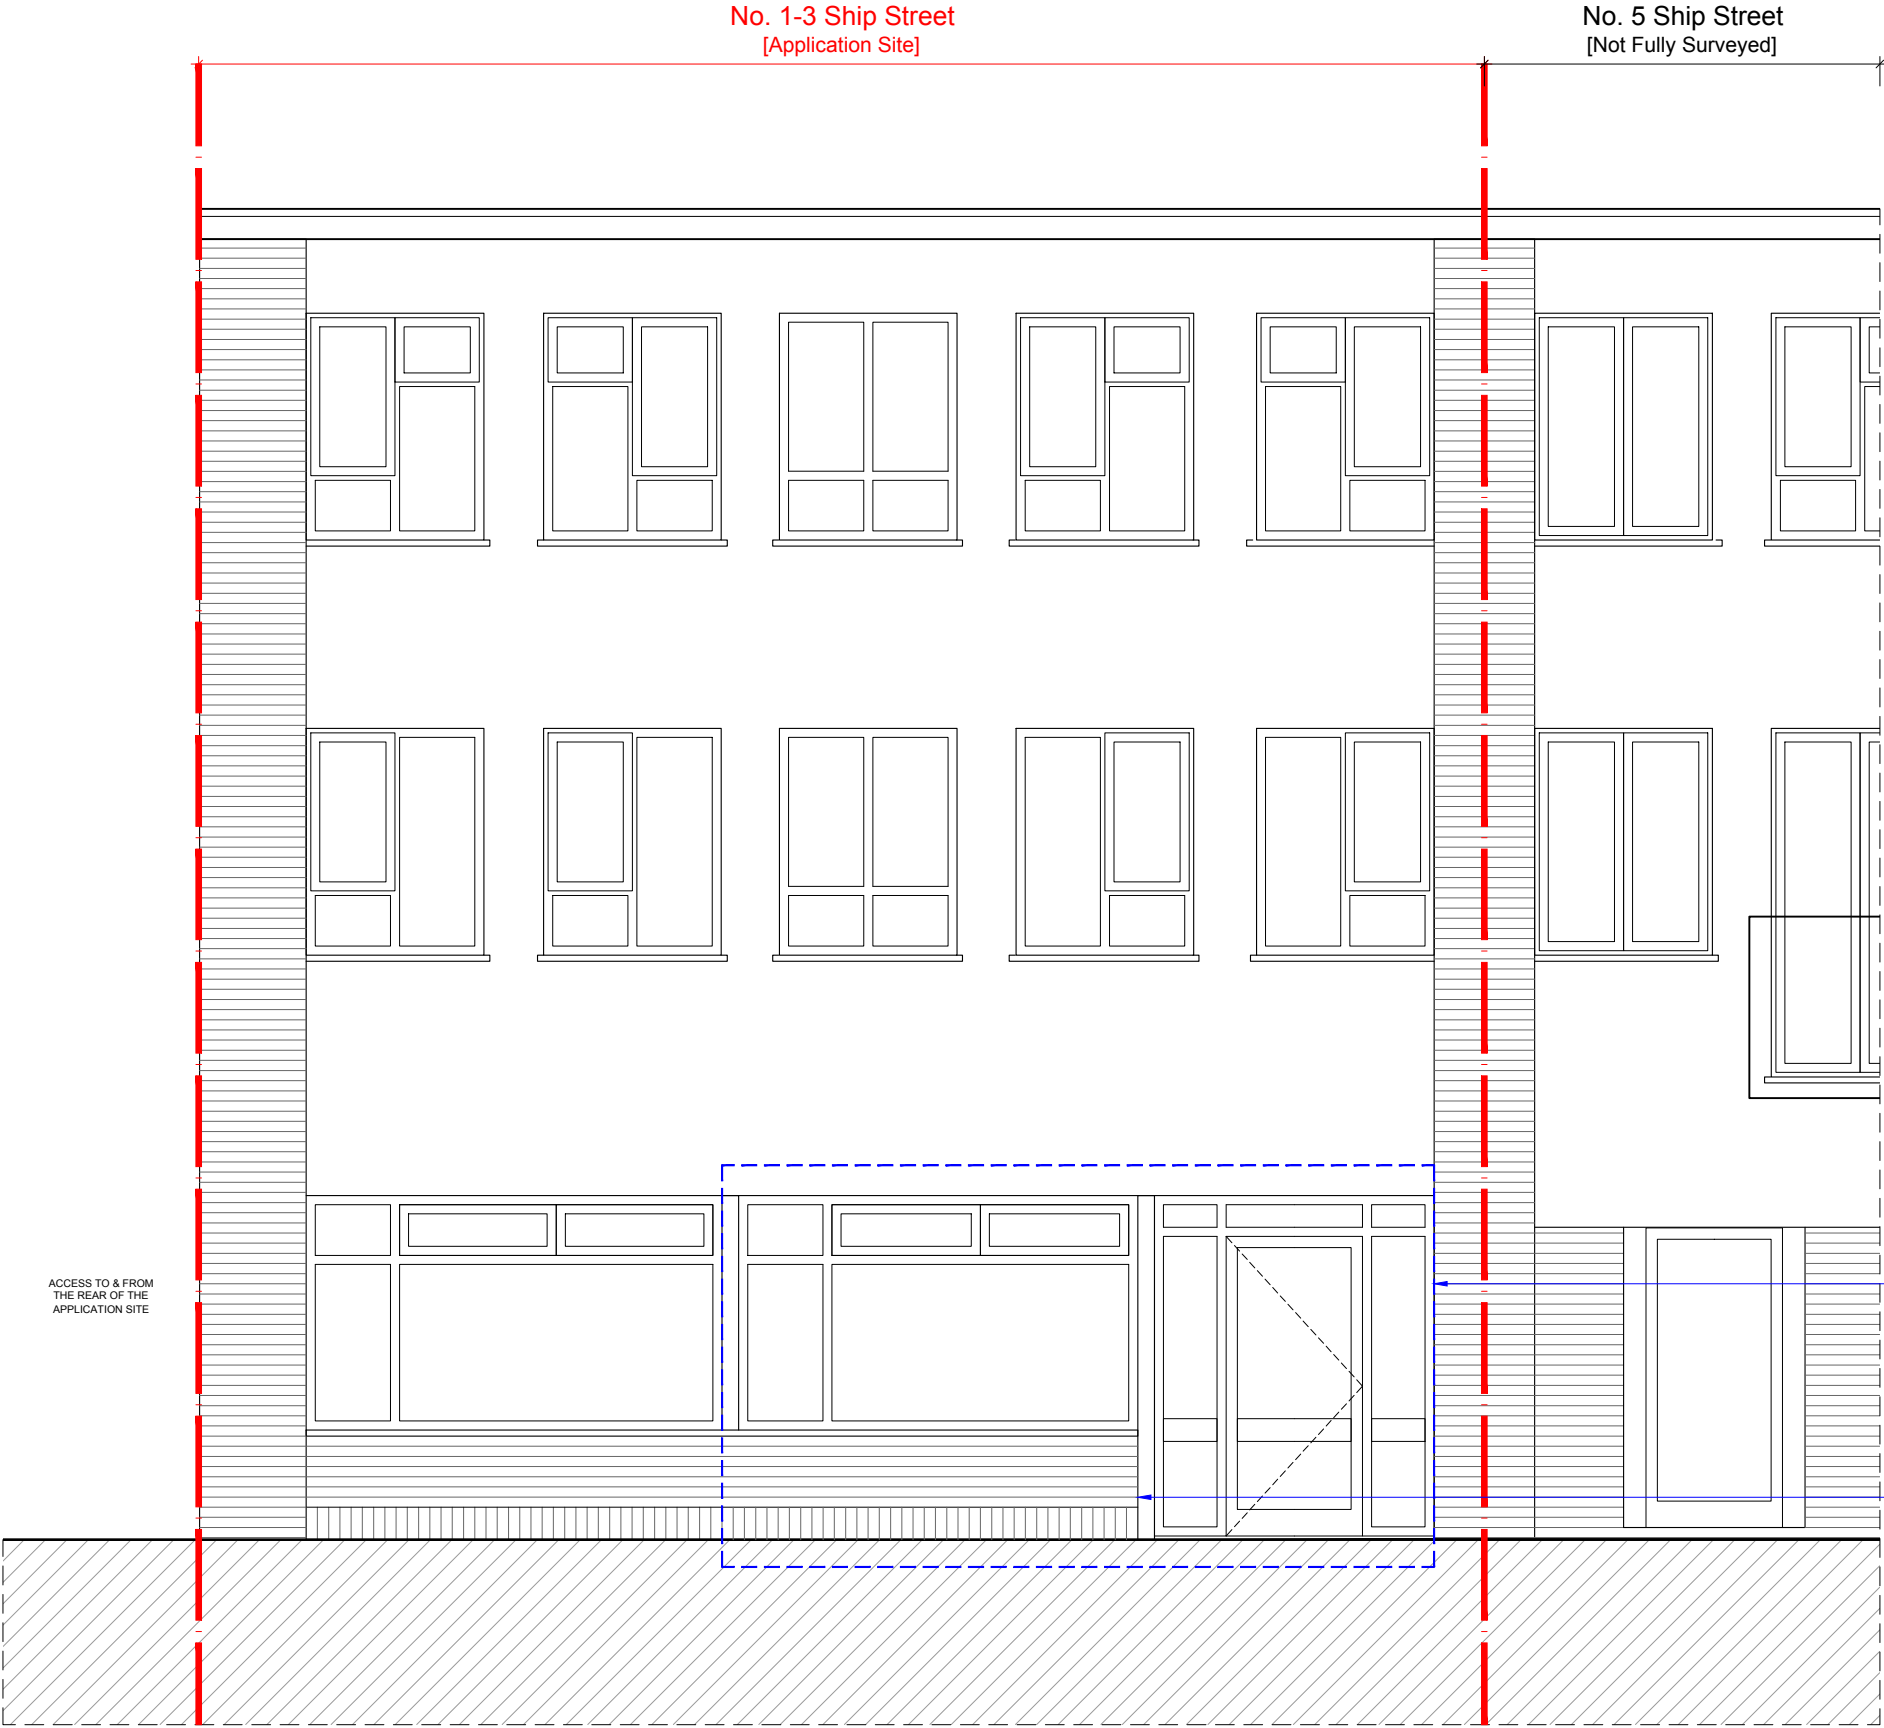 No. 1-3 Ship Street
[Application Site]
No. 5 Ship Street
[Not Fully Surveyed]
ACCESS TO & FROM
THE REAR OF THE
APPLICATION SITE